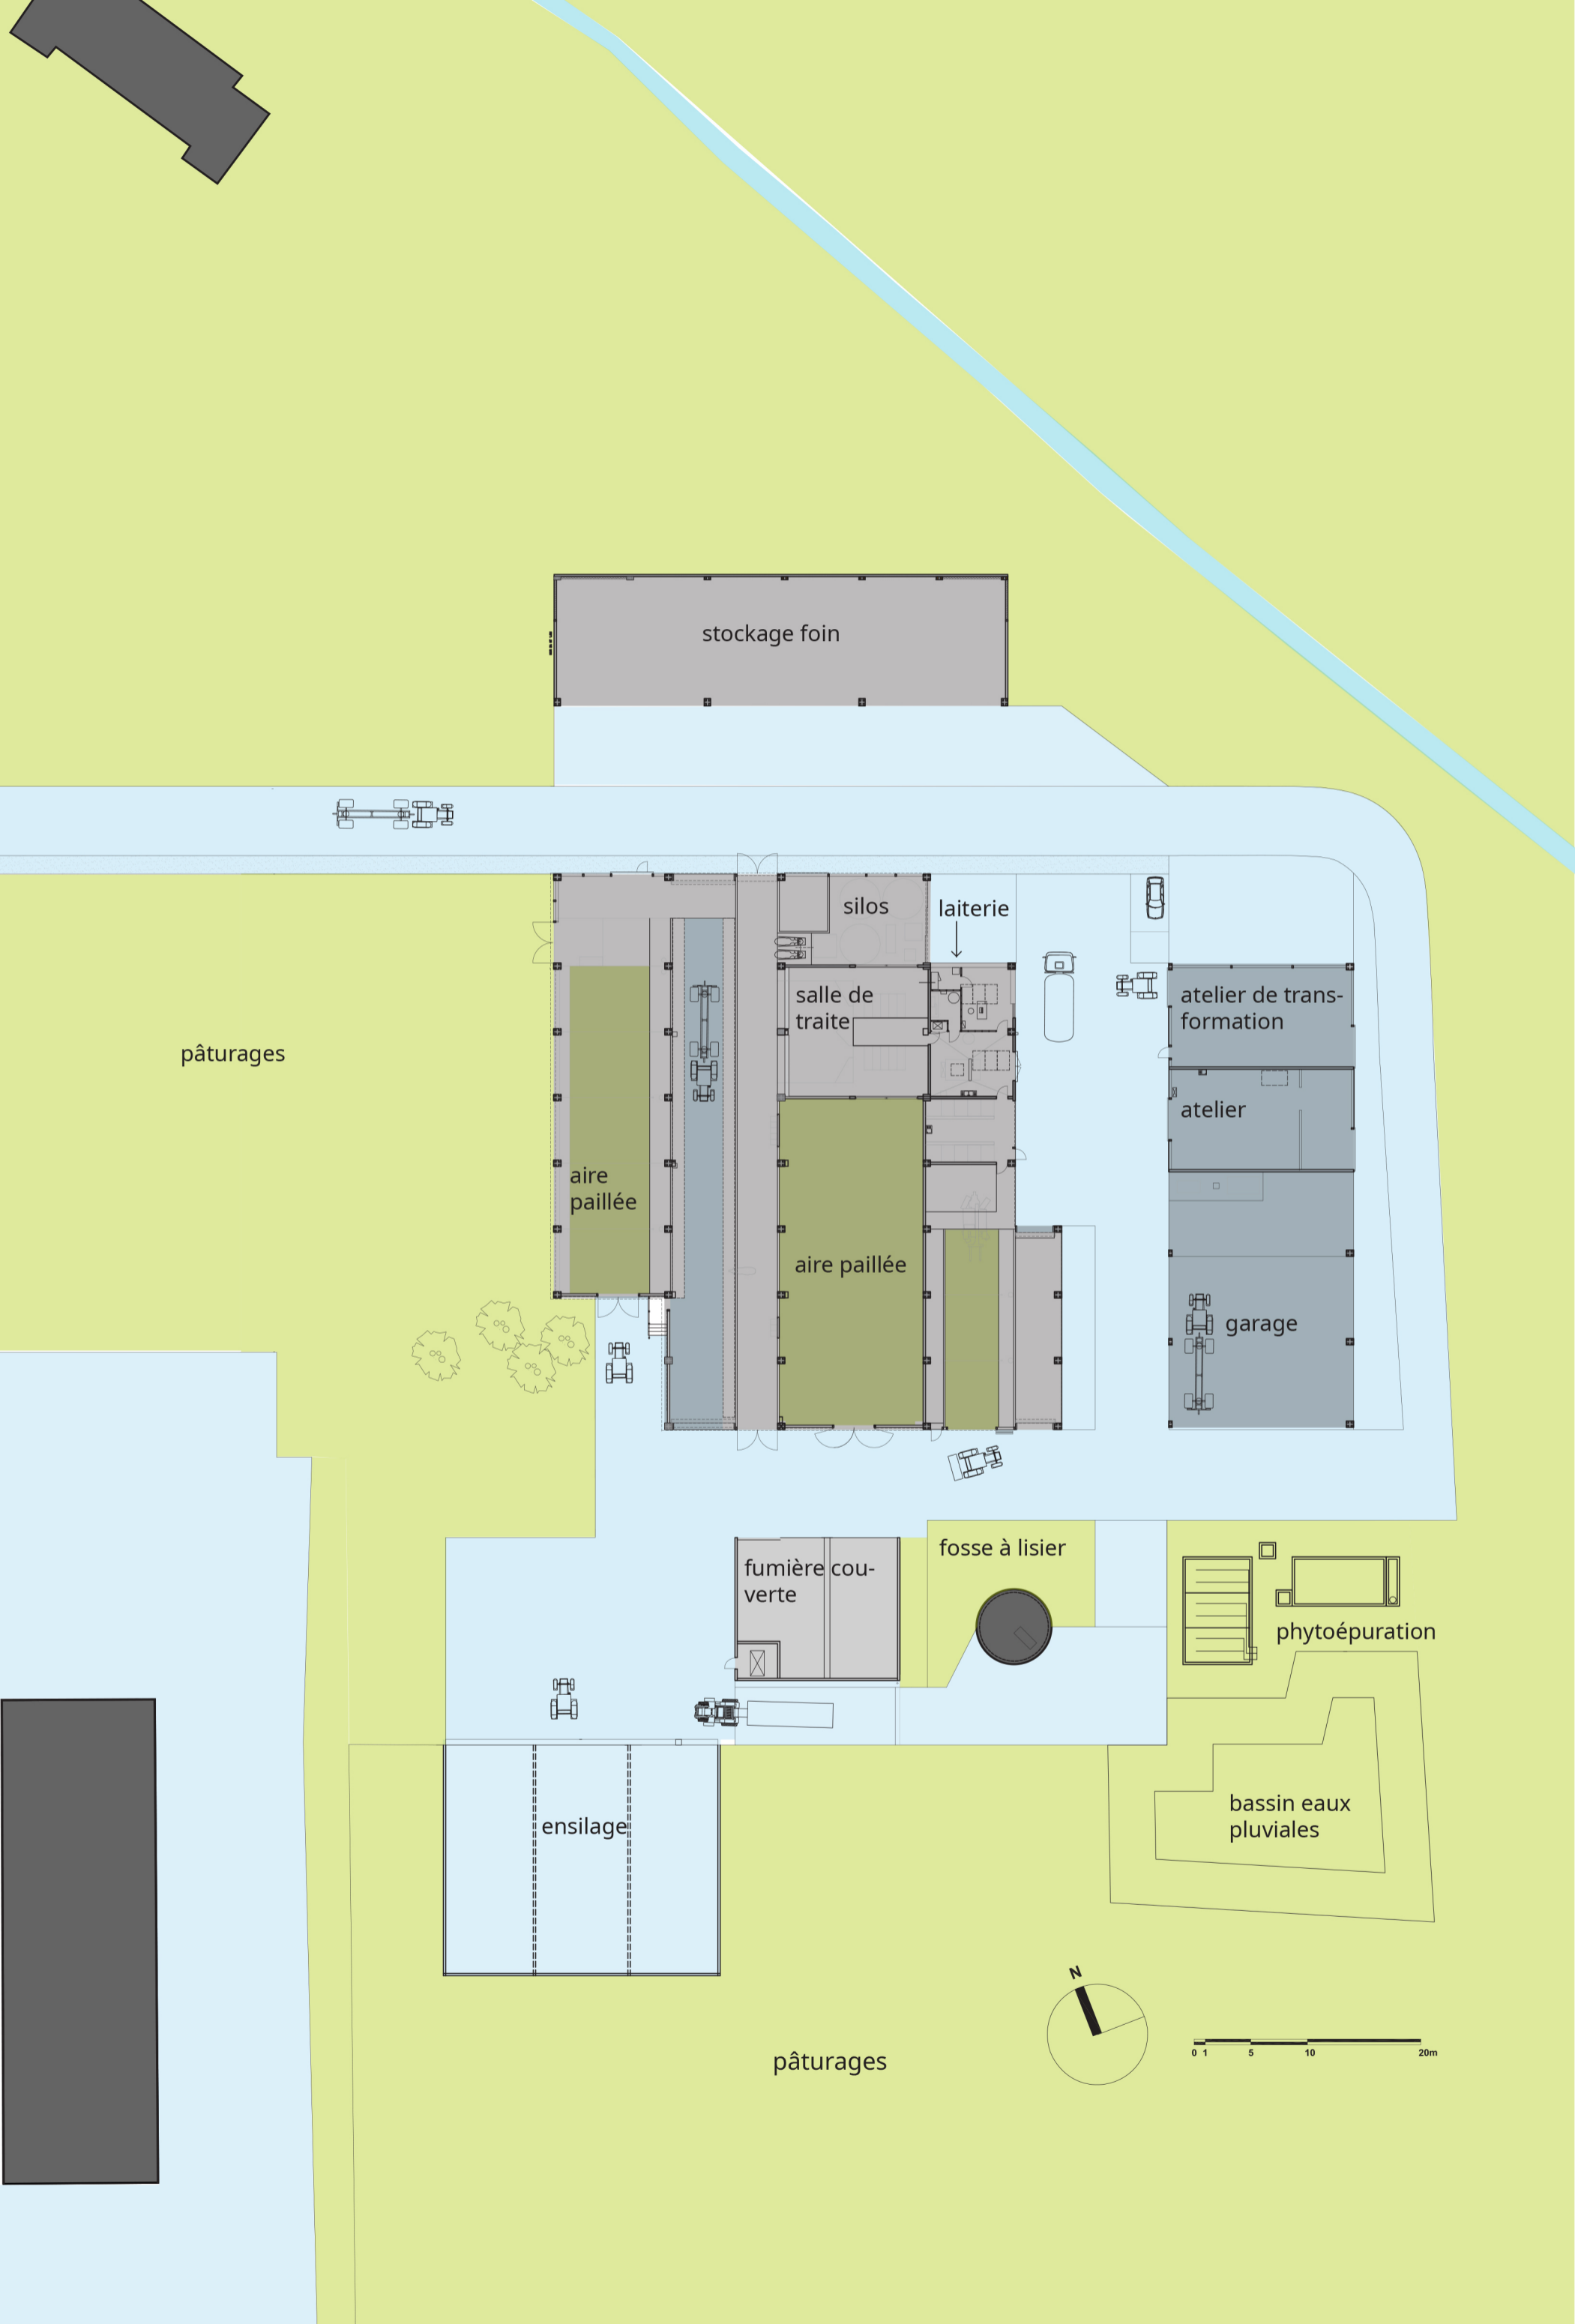 stockage foin
silos
laiterie
salle de
traite
atelier de trans-
formation
pâturages
atelier
aire
paillée
aire paillée
garage
fosse à lisier
fumière cou-
verte
phytoépuration
bassin eaux
pluviales
ensilage
N
0 1 5 10 20m
pâturages